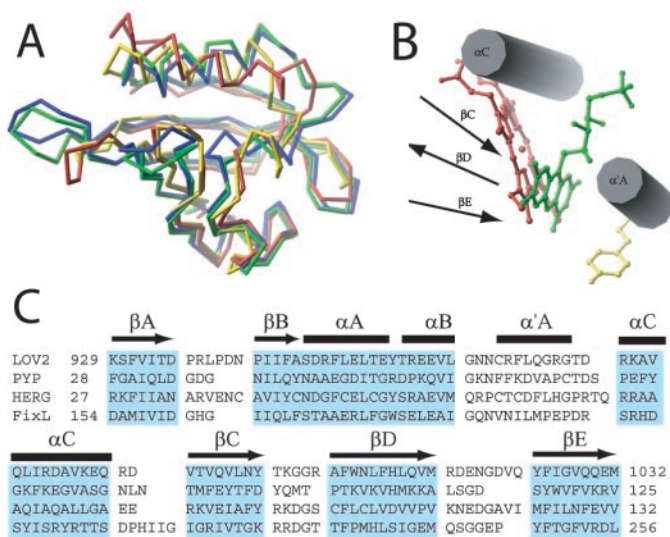 A
B
αC
βC
βD
βE
α'A
C
βA βB αA αB α'A αC
LOV2 929 KSFVITD PRLPDN PIIFASDRFLELTEYTREEVL GNNCRFLQGRGTD RKAV
PYP 28 FGAIQLD GDG NILQYNAAEGDITGRDPKQVI GKNFFKDVAPCTDS PEFY
HERG 27 RKFIIAN ARVENC AVIYCNDGFCELCGYSRAEVM QRPCTCDFLHGPRTQ RRAA
FixL 154 DAMIVID GHG IIQLFSTAAERLFGWSELEAI GQNVNILMPEPDR SRHD
αC βC βD βE
QLIRDAVKEQ RD VTVQVLNY TKGGR AFWNLFHLQVM RDENGDVQ YFIGVQQEM 1032
GKFKEGVASG NLN TMFEYTFD YQMT PTKVKVHMKKA LSGD SYWVFVKRV 125
AQIAQALLGA EE RKVEIAFY RKDGS CFLCLVDVVPV KNEDGAVI MFILNFEVV 132
SYISRYRTTS DPHIIG IGRIVTGK RRDGT TFPMHLSIGEM QSGGEP YFTGFVRDL 256